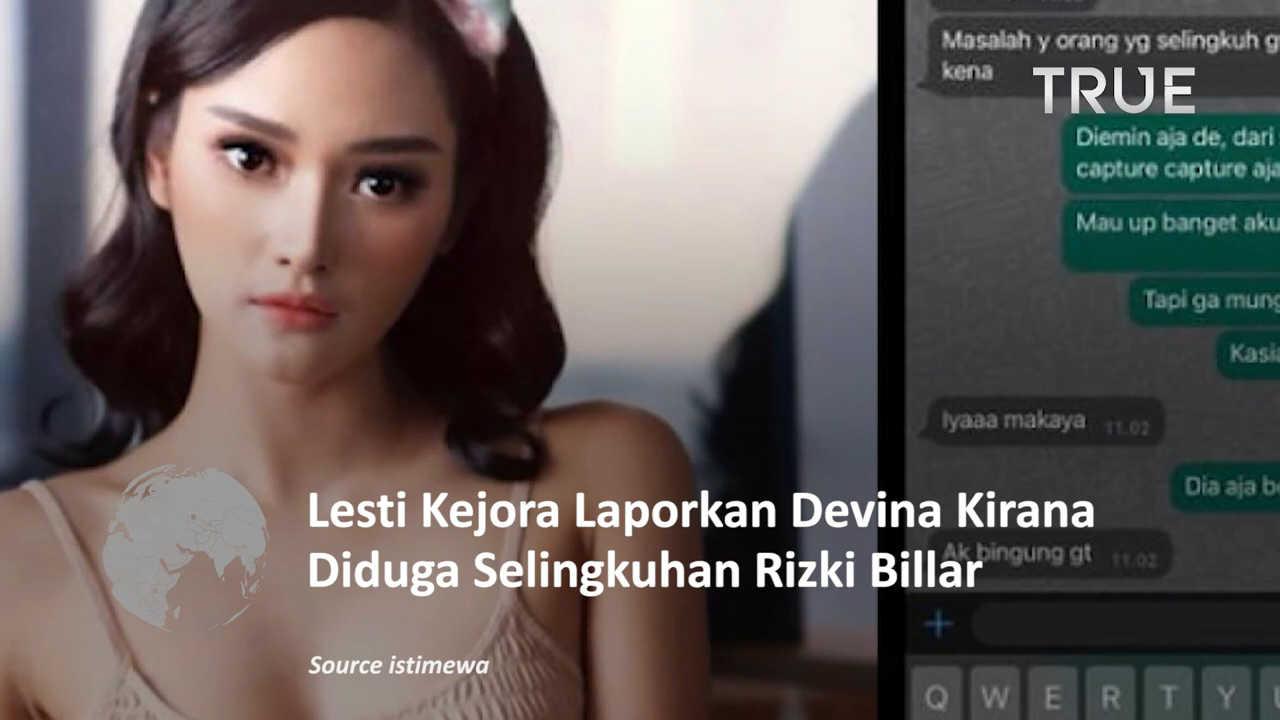 Masalah y orang yg selingkuh
kena
TRUE
Diemin aja de, dari
capture capture aja
Mau up banget aku
Tapi ga mung
Kasia
Iyaaa makaya 11.02
Dia aja be
Ak bingung gt 11.02
Lesti Kejora Laporkan Devina Kirana
Diduga Selingkuhan Rizki Billar
Source istimewa
Q W E R T Y